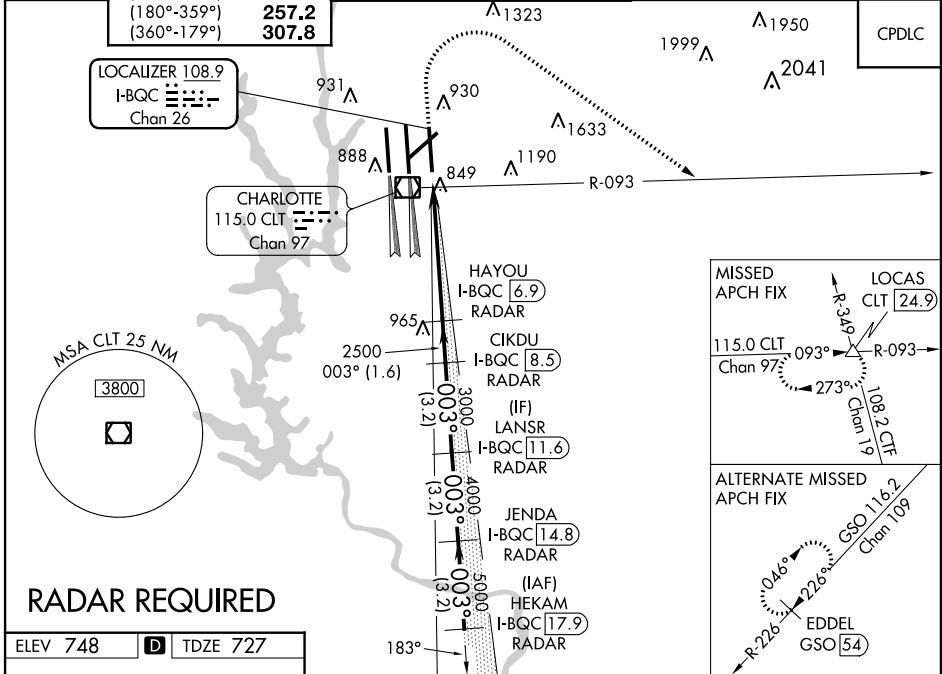 (180°-359°) 257.2
(360°-179°) 307.8
CPDLC
1323
1950
1999
2041
LOCALIZER 108.9
I-BQC
Chan 26
931
930
1633
888
849
1190
R-093
CHARLOTTE
115.0 CLT
Chan 97
HAYOU
I-BQC 6.9
RADAR
965
2500
003° (1.6)
CIKDU
I-BQC 8.5
RADAR
3000
003°
(3.2)
(IF)
LANSR
I-BQC 11.6
RADAR
4000
003°
(3.2)
JENDA
I-BQC 14.8
RADAR
5000
003°
(3.2)
(IAF)
HEKAM
I-BQC 17.9
RADAR
183°
MSA CLT 25 NM
3800
MISSED
APCH FIX
LOCAS
CLT 24.9
R-349
115.0 CLT
Chan 97
093°
R-093
273°
108.2 CTF
Chan 19
ALTERNATE MISSED
APCH FIX
GSO 116.2
Chan 109
046°
226°
EDDEL
GSO 54
R-226
RADAR REQUIRED
ELEV 748 D TDZE 727